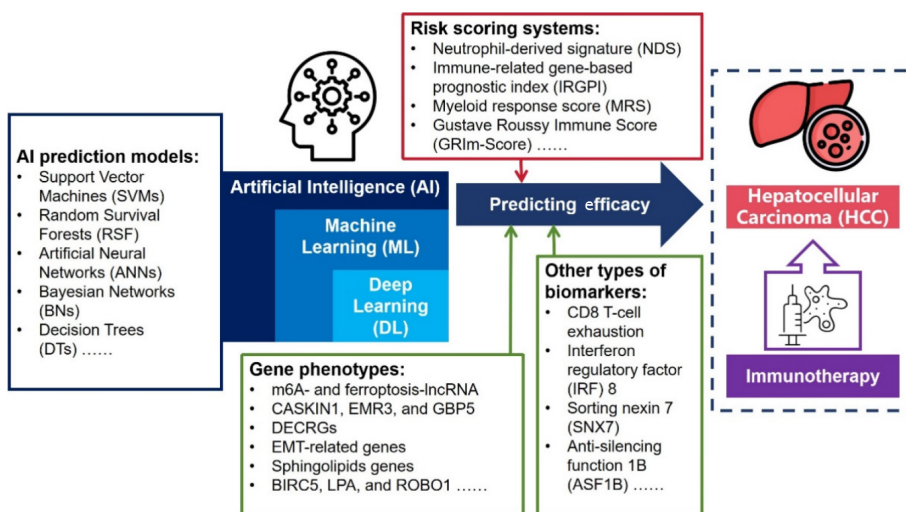 Risk scoring systems:
• Neutrophil-derived signature (NDS)
• Immune-related gene-based
prognostic index (IRGPI)
• Myeloid response score (MRS)
• Gustave Roussy Immune Score
(GRIm-Score) ……
AI prediction models:
• Support Vector
Machines (SVMs)
• Random Survival
Forests (RSF)
• Artificial Neural
Networks (ANNs)
• Bayesian Networks
(BNs)
• Decision Trees
(DTs) ……
Artificial Intelligence (AI)
Machine
Learning (ML)
Deep
Learning
(DL)
Predicting efficacy
Hepatocellular
Carcinoma (HCC)
Immunotherapy
Gene phenotypes:
• m6A- and ferroptosis-lncRNA
• CASKIN1, EMR3, and GBP5
• DECRGs
• EMT-related genes
• Sphingolipids genes
• BIRC5, LPA, and ROBO1 ……
Other types of
biomarkers:
• CD8 T-cell
exhaustion
• Interferon
regulatory factor
(IRF) 8
• Sorting nexin 7
(SNX7)
• Anti-silencing
function 1B
(ASF1B) ……